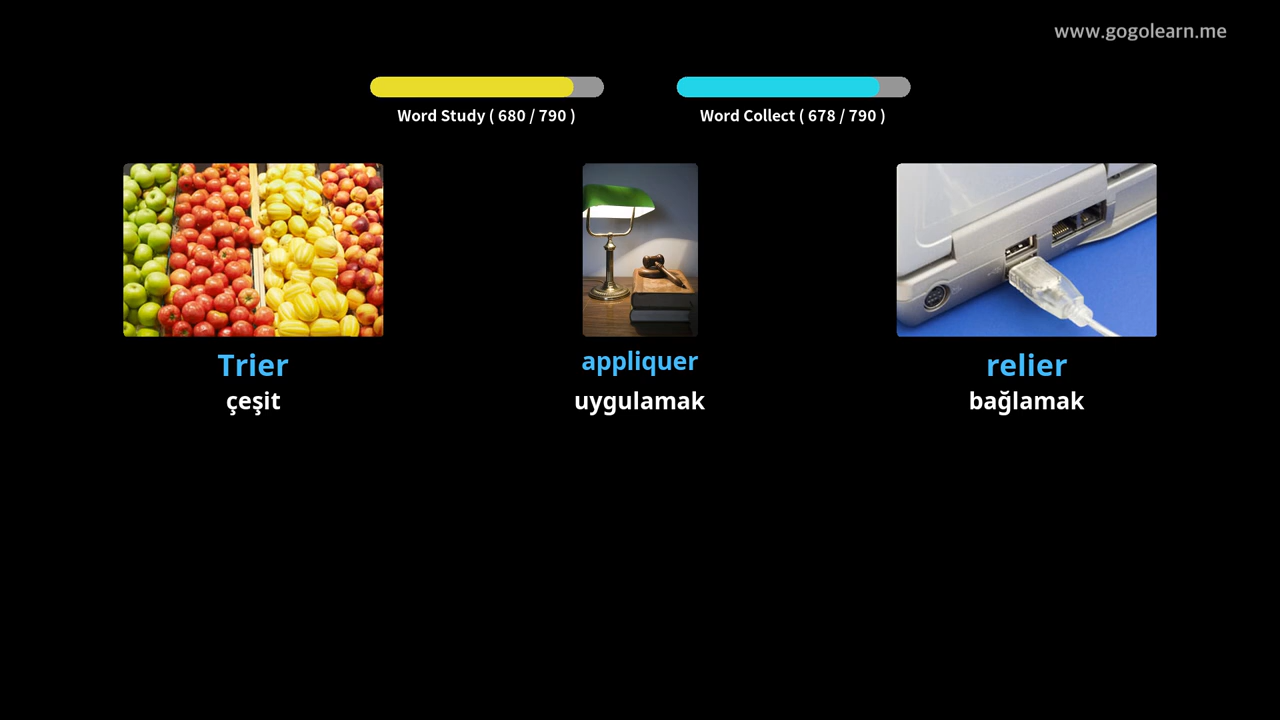 www.gogolearn.me
Word Study ( 680 / 790 )
Word Collect ( 678 / 790 )
Trier
çeşit
appliquer
uygulamak
relier
bağlamak